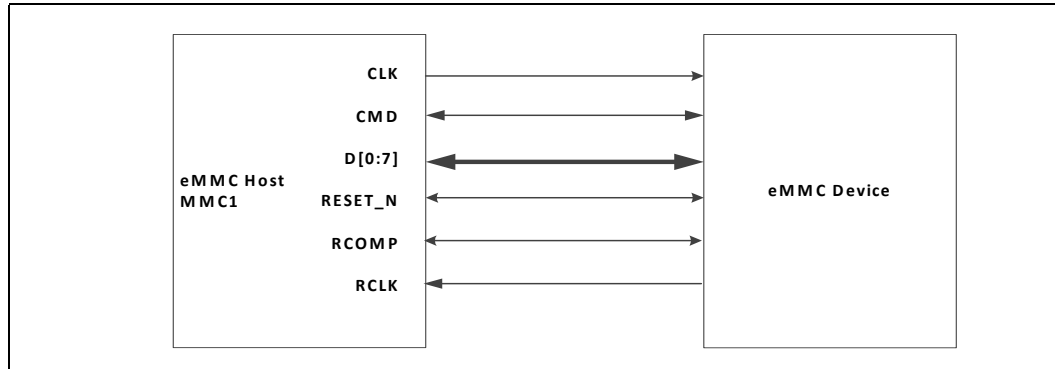 CLK
CMD
D[0:7]
eMMC Host
MMC1
RESET_N
RCOMP
RCLK
eMMC Device